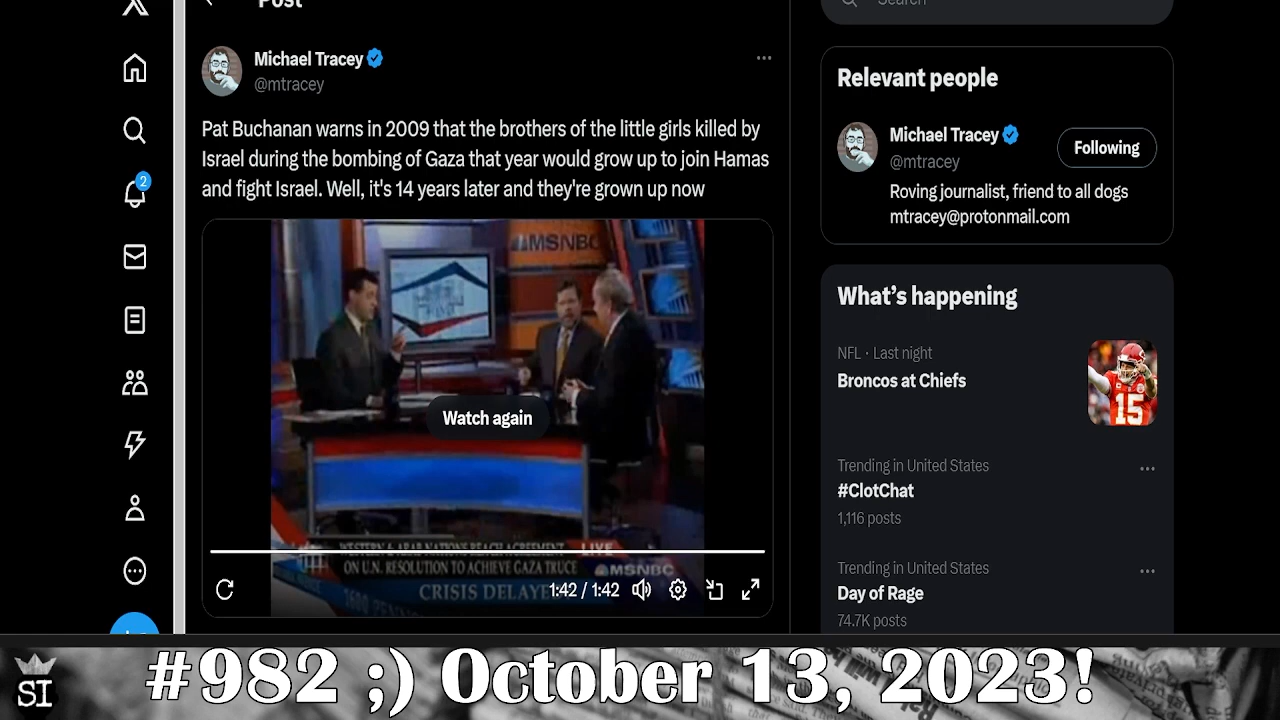 Post
Search
Michael Tracey
@mtracey
Pat Buchanan warns in 2009 that the brothers of the little girls killed by
Israel during the bombing of Gaza that year would grow up to join Hamas
and fight Israel. Well, it's 14 years later and they're grown up now
MSNBC
Watch again
WESTERN & ARAB NATIONS REACH AGREEMENT
LIVE
ON U.N. RESOLUTION TO ACHIEVE GAZA TRUCE
MSNBC
CRISIS DELAYE
1:42 / 1:42
2
Relevant people
Michael Tracey
@mtracey
Following
Roving journalist, friend to all dogs
mtracey@protonmail.com
What's happening
NFL · Last night
Broncos at Chiefs
15
Trending in United States
#ClotChat
1,116 posts
Trending in United States
Day of Rage
74.7K posts
SI
#982 ;) October 13, 2023!